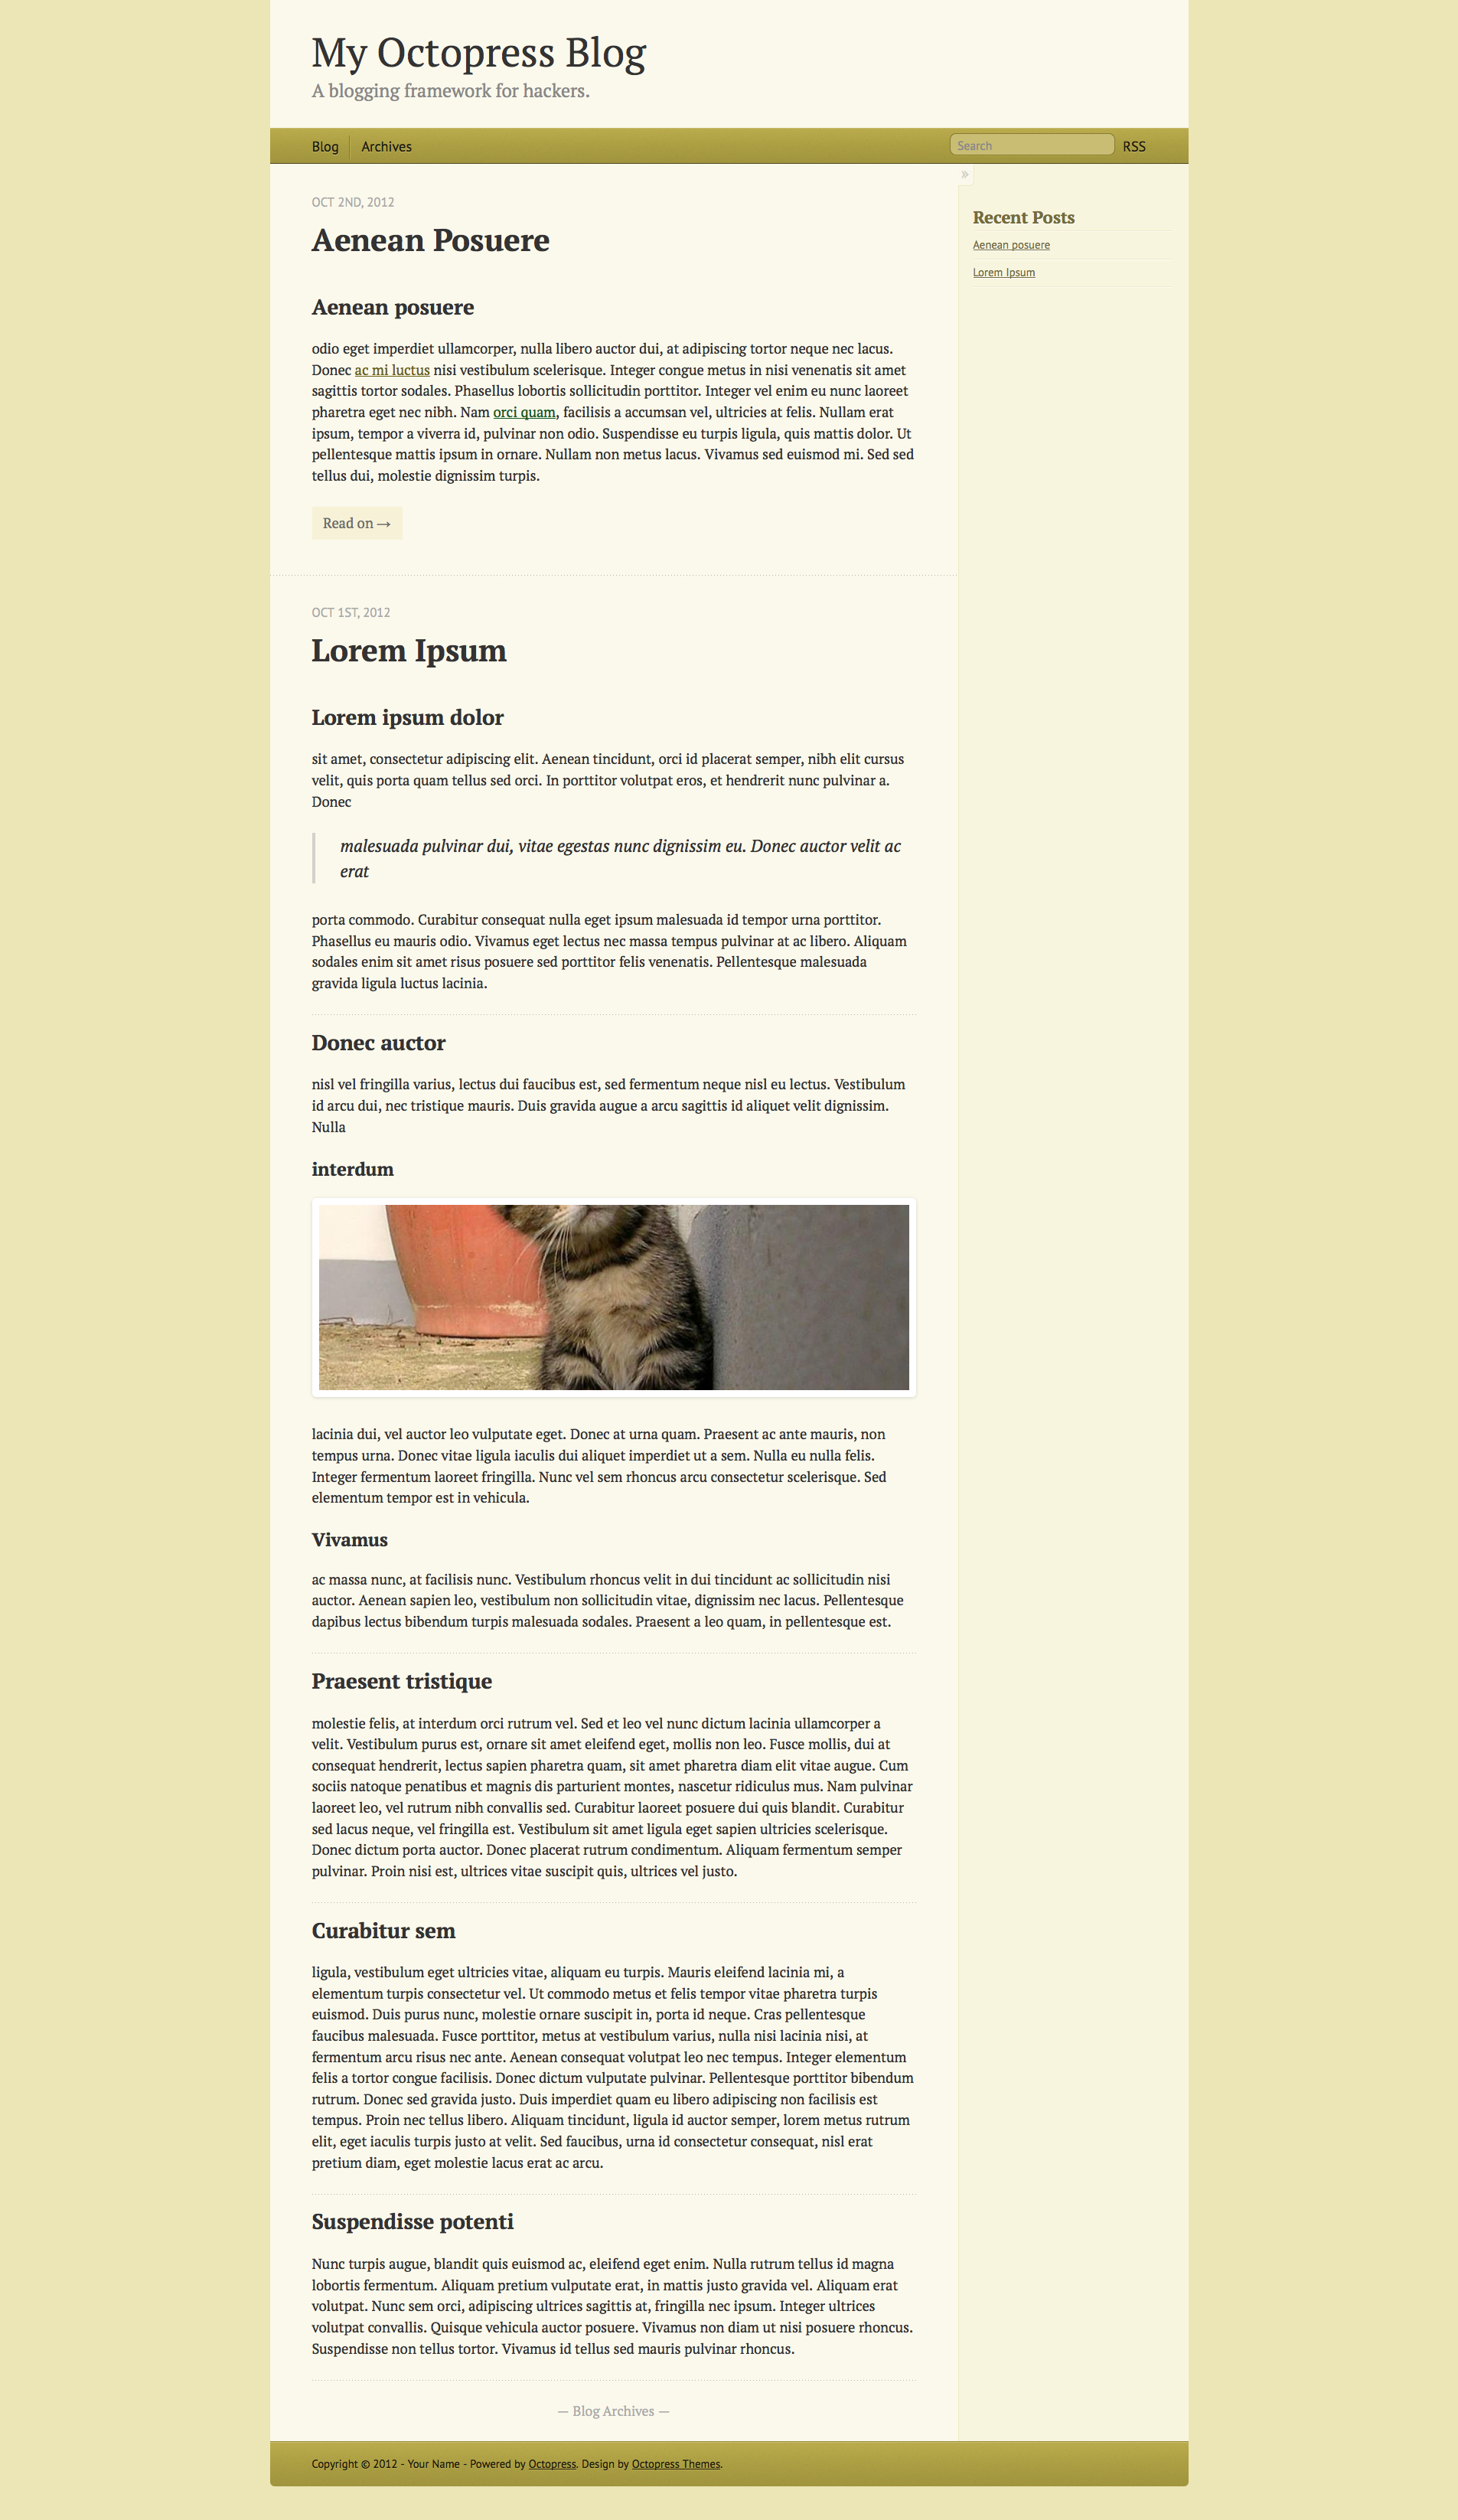 My Octopress Blog
A blogging framework for hackers.
Blog
Archives
Search
RSS
»
OCT 2ND, 2012
Aenean Posuere
Aenean posuere
odio eget imperdiet ullamcorper, nulla libero auctor dui, at adipiscing tortor neque nec lacus.
Donec ac mi luctus nisi vestibulum scelerisque. Integer congue metus in nisi venenatis sit amet
sagittis tortor sodales. Phasellus lobortis sollicitudin porttitor. Integer vel enim eu nunc laoreet
pharetra eget nec nibh. Nam orci quam, facilisis a accumsan vel, ultricies at felis. Nullam erat
ipsum, tempor a viverra id, pulvinar non odio. Suspendisse eu turpis ligula, quis mattis dolor. Ut
pellentesque mattis ipsum in ornare. Nullam non metus lacus. Vivamus sed euismod mi. Sed sed
tellus dui, molestie dignissim turpis.
Read on →
OCT 1ST, 2012
Lorem Ipsum
Lorem ipsum dolor
sit amet, consectetur adipiscing elit. Aenean tincidunt, orci id placerat semper, nibh elit cursus
velit, quis porta quam tellus sed orci. In porttitor volutpat eros, et hendrerit nunc pulvinar a.
Donec
malesuada pulvinar dui, vitae egestas nunc dignissim eu. Donec auctor velit ac
erat
porta commodo. Curabitur consequat nulla eget ipsum malesuada id tempor urna porttitor.
Phasellus eu mauris odio. Vivamus eget lectus nec massa tempus pulvinar at ac libero. Aliquam
sodales enim sit amet risus posuere sed porttitor felis venenatis. Pellentesque malesuada
gravida ligula luctus lacinia.
Donec auctor
nisl vel fringilla varius, lectus dui faucibus est, sed fermentum neque nisl eu lectus. Vestibulum
id arcu dui, nec tristique mauris. Duis gravida augue a arcu sagittis id aliquet velit dignissim.
Nulla
interdum
lacinia dui, vel auctor leo vulputate eget. Donec at urna quam. Praesent ac ante mauris, non
tempus urna. Donec vitae ligula iaculis dui aliquet imperdiet ut a sem. Nulla eu nulla felis.
Integer fermentum laoreet fringilla. Nunc vel sem rhoncus arcu consectetur scelerisque. Sed
elementum tempor est in vehicula.
Vivamus
ac massa nunc, at facilisis nunc. Vestibulum rhoncus velit in dui tincidunt ac sollicitudin nisi
auctor. Aenean sapien leo, vestibulum non sollicitudin vitae, dignissim nec lacus. Pellentesque
dapibus lectus bibendum turpis malesuada sodales. Praesent a leo quam, in pellentesque est.
Praesent tristique
molestie felis, at interdum orci rutrum vel. Sed et leo vel nunc dictum lacinia ullamcorper a
velit. Vestibulum purus est, ornare sit amet eleifend eget, mollis non leo. Fusce mollis, dui at
consequat hendrerit, lectus sapien pharetra quam, sit amet pharetra diam elit vitae augue. Cum
sociis natoque penatibus et magnis dis parturient montes, nascetur ridiculus mus. Nam pulvinar
laoreet leo, vel rutrum nibh convallis sed. Curabitur laoreet posuere dui quis blandit. Curabitur
sed lacus neque, vel fringilla est. Vestibulum sit amet ligula eget sapien ultricies scelerisque.
Donec dictum porta auctor. Donec placerat rutrum condimentum. Aliquam fermentum semper
pulvinar. Proin nisi est, ultrices vitae suscipit quis, ultrices vel justo.
Curabitur sem
ligula, vestibulum eget ultricies vitae, aliquam eu turpis. Mauris eleifend lacinia mi, a
elementum turpis consectetur vel. Ut commodo metus et felis tempor vitae pharetra turpis
euismod. Duis purus nunc, molestie ornare suscipit in, porta id neque. Cras pellentesque
faucibus malesuada. Fusce porttitor, metus at vestibulum varius, nulla nisi lacinia nisi, at
fermentum arcu risus nec ante. Aenean consequat volutpat leo nec tempus. Integer elementum
felis a tortor congue facilisis. Donec dictum vulputate pulvinar. Pellentesque porttitor bibendum
rutrum. Donec sed gravida justo. Duis imperdiet quam eu libero adipiscing non facilisis est
tempus. Proin nec tellus libero. Aliquam tincidunt, ligula id auctor semper, lorem metus rutrum
elit, eget iaculis turpis justo at velit. Sed faucibus, urna id consectetur consequat, nisl erat
pretium diam, eget molestie lacus erat ac arcu.
Suspendisse potenti
Nunc turpis augue, blandit quis euismod ac, eleifend eget enim. Nulla rutrum tellus id magna
lobortis fermentum. Aliquam pretium vulputate erat, in mattis justo gravida vel. Aliquam erat
volutpat. Nunc sem orci, adipiscing ultrices sagittis at, fringilla nec ipsum. Integer ultrices
volutpat convallis. Quisque vehicula auctor posuere. Vivamus non diam ut nisi posuere rhoncus.
Suspendisse non tellus tortor. Vivamus id tellus sed mauris pulvinar rhoncus.
— Blog Archives —
Recent Posts
Aenean posuere
Lorem Ipsum
Copyright © 2012 - Your Name - Powered by Octopress. Design by Octopress Themes.